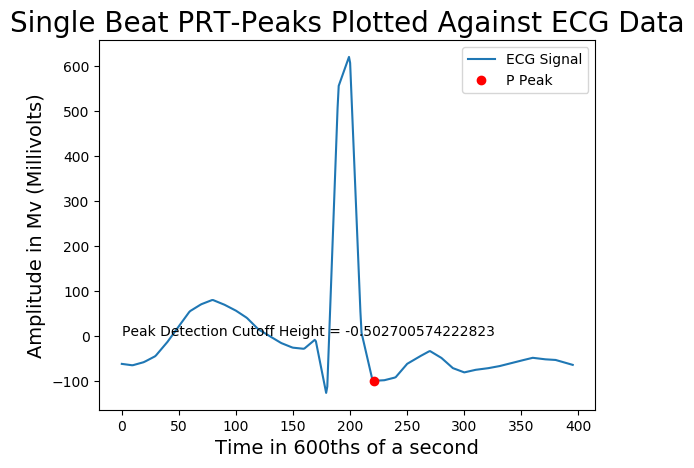 Single Beat PRT-Peaks Plotted Against ECG Data
Amplitude in Mv (Millivolts)
600
500
400
300
200
100
0
−100
ECG Signal
P Peak
Peak Detection Cutoff Height = -0.502700574222823
0 50 100 150 200 250 300 350 400
Time in 600ths of a second